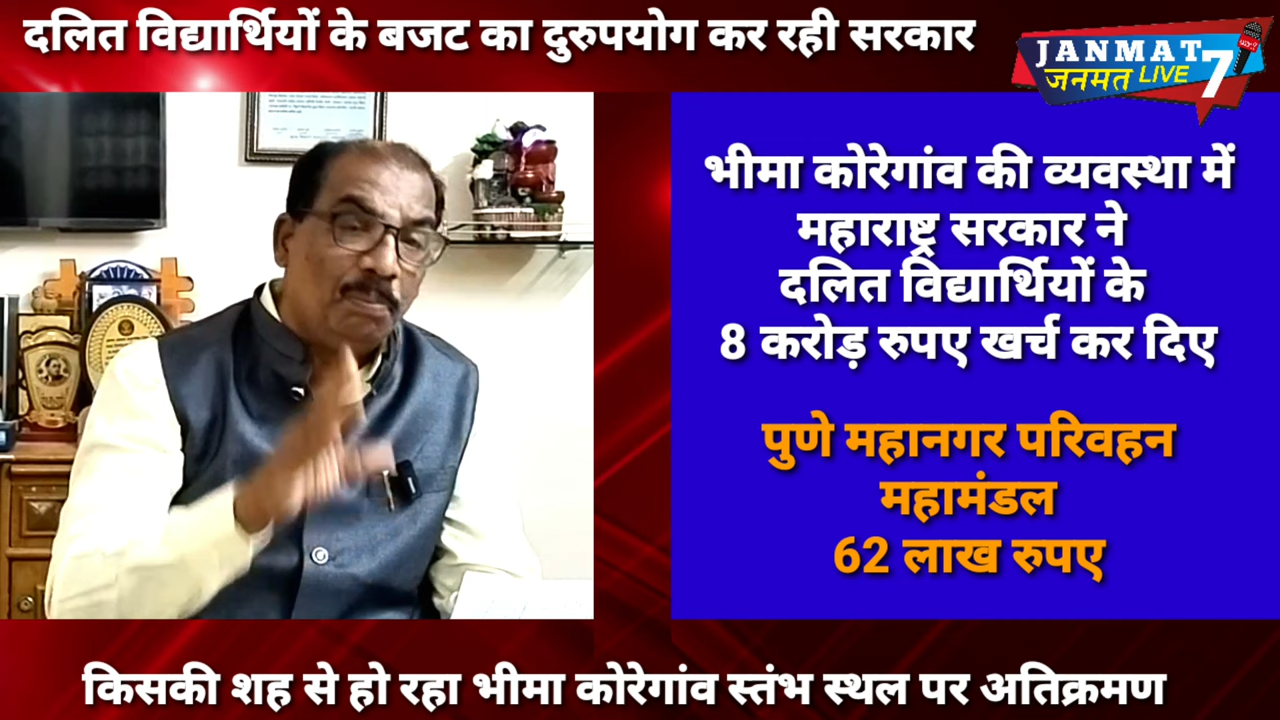 दलित विद्यार्थियों के बजट का दुरुपयोग कर रही सरकार
JANMAT
जनमत LIVE 7
भीमा कोरेगांव की व्यवस्था में
महाराष्ट्र सरकार ने
दलित विद्यार्थियों के
8 करोड़ रुपए खर्च कर दिए
पुणे महानगर परिवहन
महामंडल
62 लाख रुपए
किसकी शह से हो रहा भीमा कोरेगांव स्तंभ स्थल पर अतिक्रमण